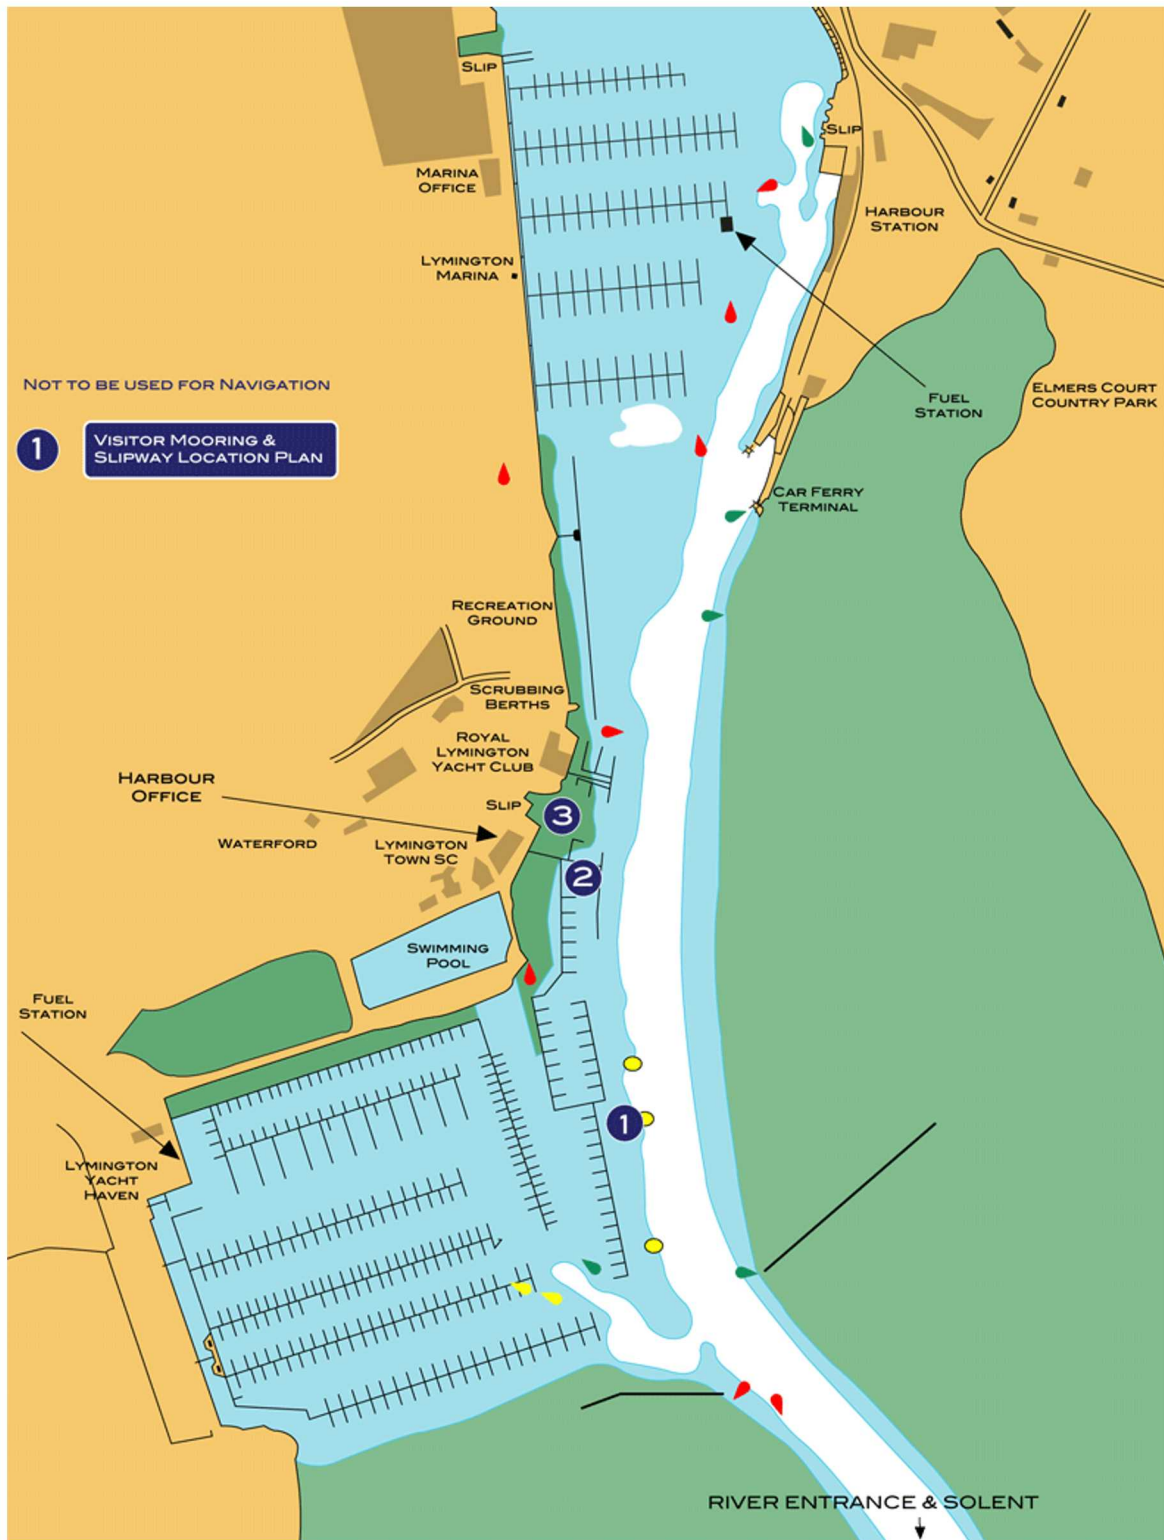 Slip
Slip
Marina
Office
Harbour
Station
Lymington
Marina
Not to be used for Navigation
Elmers Court
Country Park
Fuel
Station
1
Visitor Mooring &
Slipway Location Plan
Car Ferry
Terminal
Recreation
Ground
Scrubbing
Berths
Royal
Lymington
Yacht Club
Harbour
Office
Slip
3
Waterford
Lymington
Town SC
2
Swimming
Pool
Fuel
Station
1
Lymington
Yacht
Haven
RIVER ENTRANCE & SOLENT